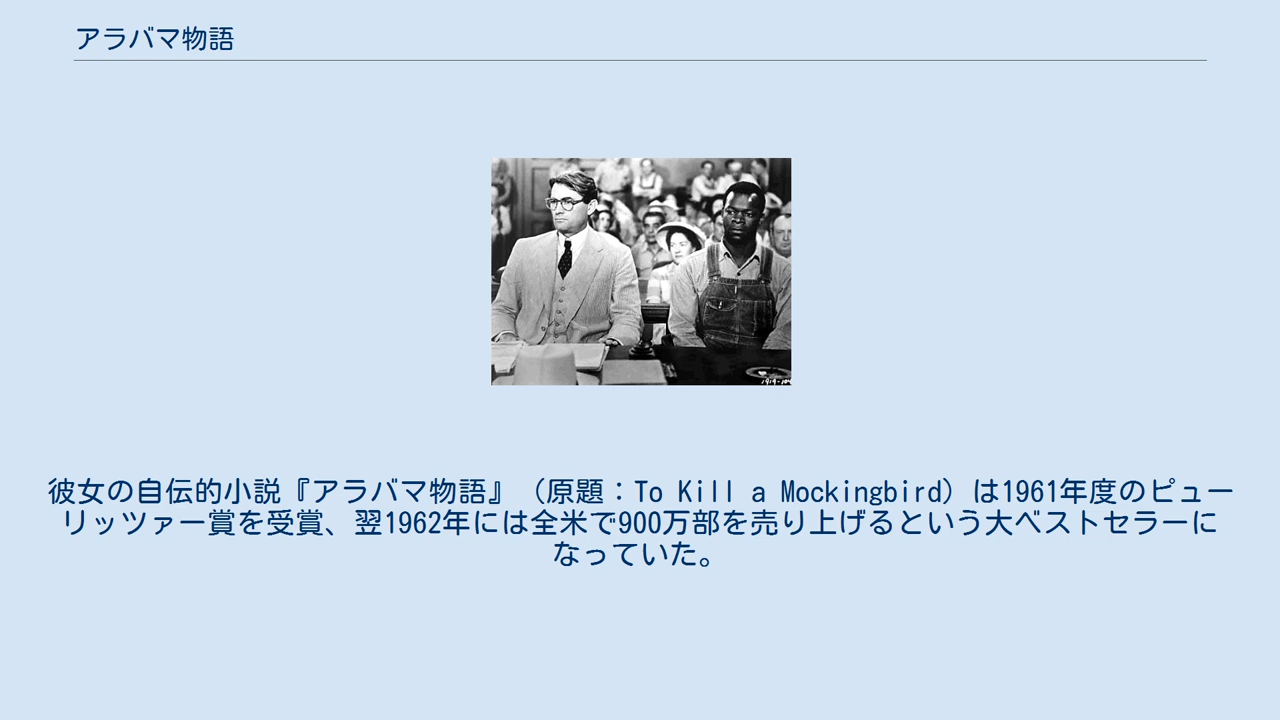 アラバマ物語
彼女の自伝的小説『アラバマ物語』（原題：To Kill a Mockingbird）は1961年度のピュー
リッツァー賞を受賞、翌1962年には全米で900万部を売り上げるという大ベストセラーに
なっていた。